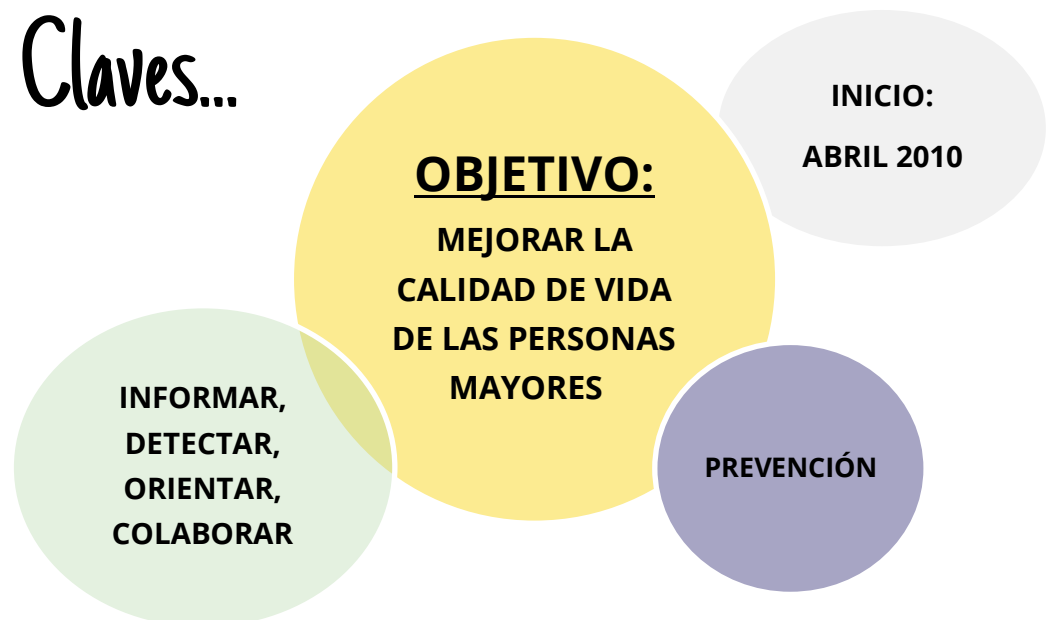 Claves...
INICIO:
ABRIL 2010
OBJETIVO:
MEJORAR LA
CALIDAD DE VIDA
DE LAS PERSONAS
MAYORES
INFORMAR,
DETECTAR,
ORIENTAR,
COLABORAR
PREVENCIÓN